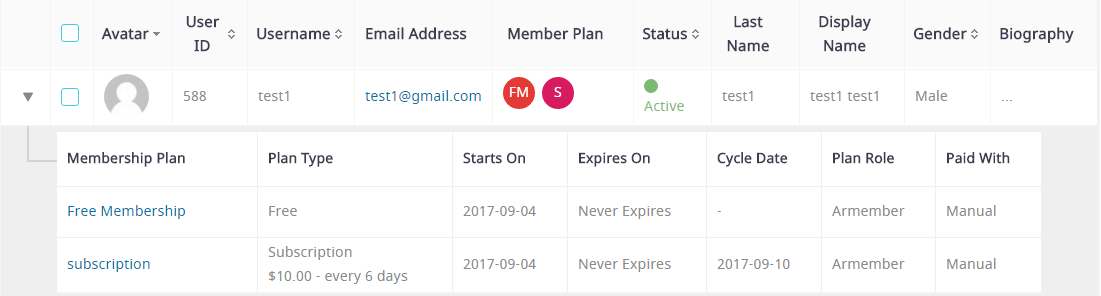 Avatar User ID Username Email Address Member Plan Status Last Name Display Name Gender Biography
588 test1 test1@gmail.com FM S Active test1 test1 test1 Male ...
Membership Plan Plan Type Starts On Expires On Cycle Date Plan Role Paid With
Free Membership Free 2017-09-04 Never Expires - Armember Manual
subscription Subscription 2017-09-04 Never Expires 2017-09-10 Armember Manual
$10.00 - every 6 days